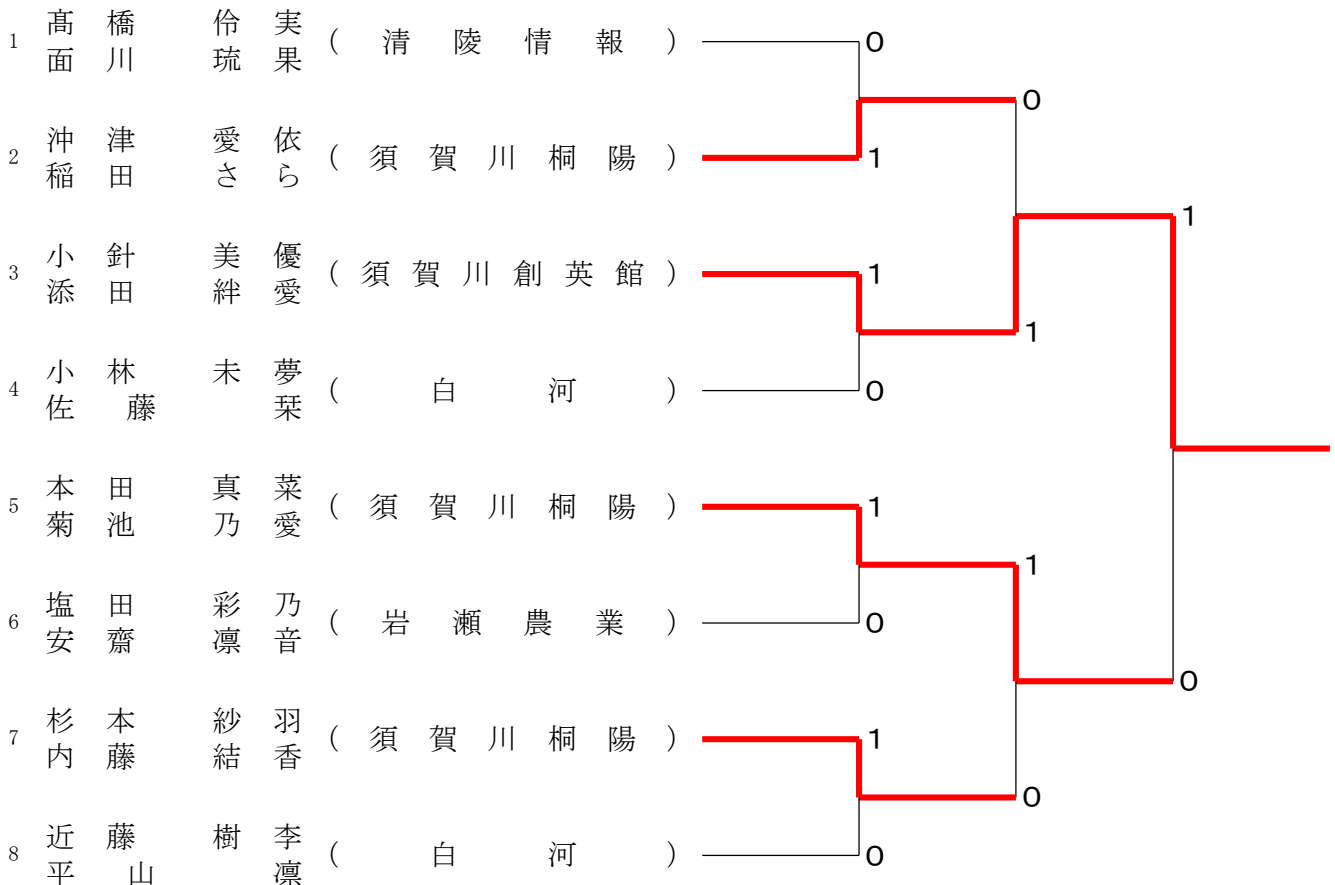 髙橋 伶実
1 (清陵情報) 0
面川 琉果
0
沖津 愛依
2 (須賀川桐陽) 1
稲田 さら
1
小針 美優
3 (須賀川創英館) 1
添田 絆愛
1
小林 未夢
4 (白河) 0
佐藤 栞
本田 真菜
5 (須賀川桐陽) 1
菊池 乃愛
1
塩田 彩乃
6 (岩瀬農業) 0
安齋 凛音
0
杉本 紗羽
7 (須賀川桐陽) 1
内藤 結香
0
近藤 樹李
8 (白河) 0
平山 凛